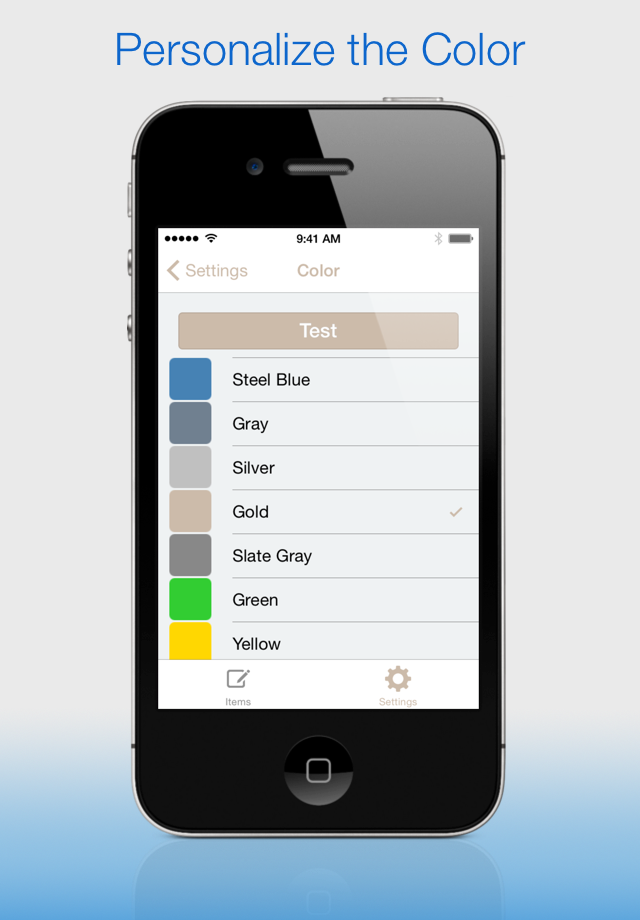 Personalize the Color
9:41 AM
Settings Color
Test
Steel Blue
Gray
Silver
Gold
Slate Gray
Green
Yellow
Items Settings